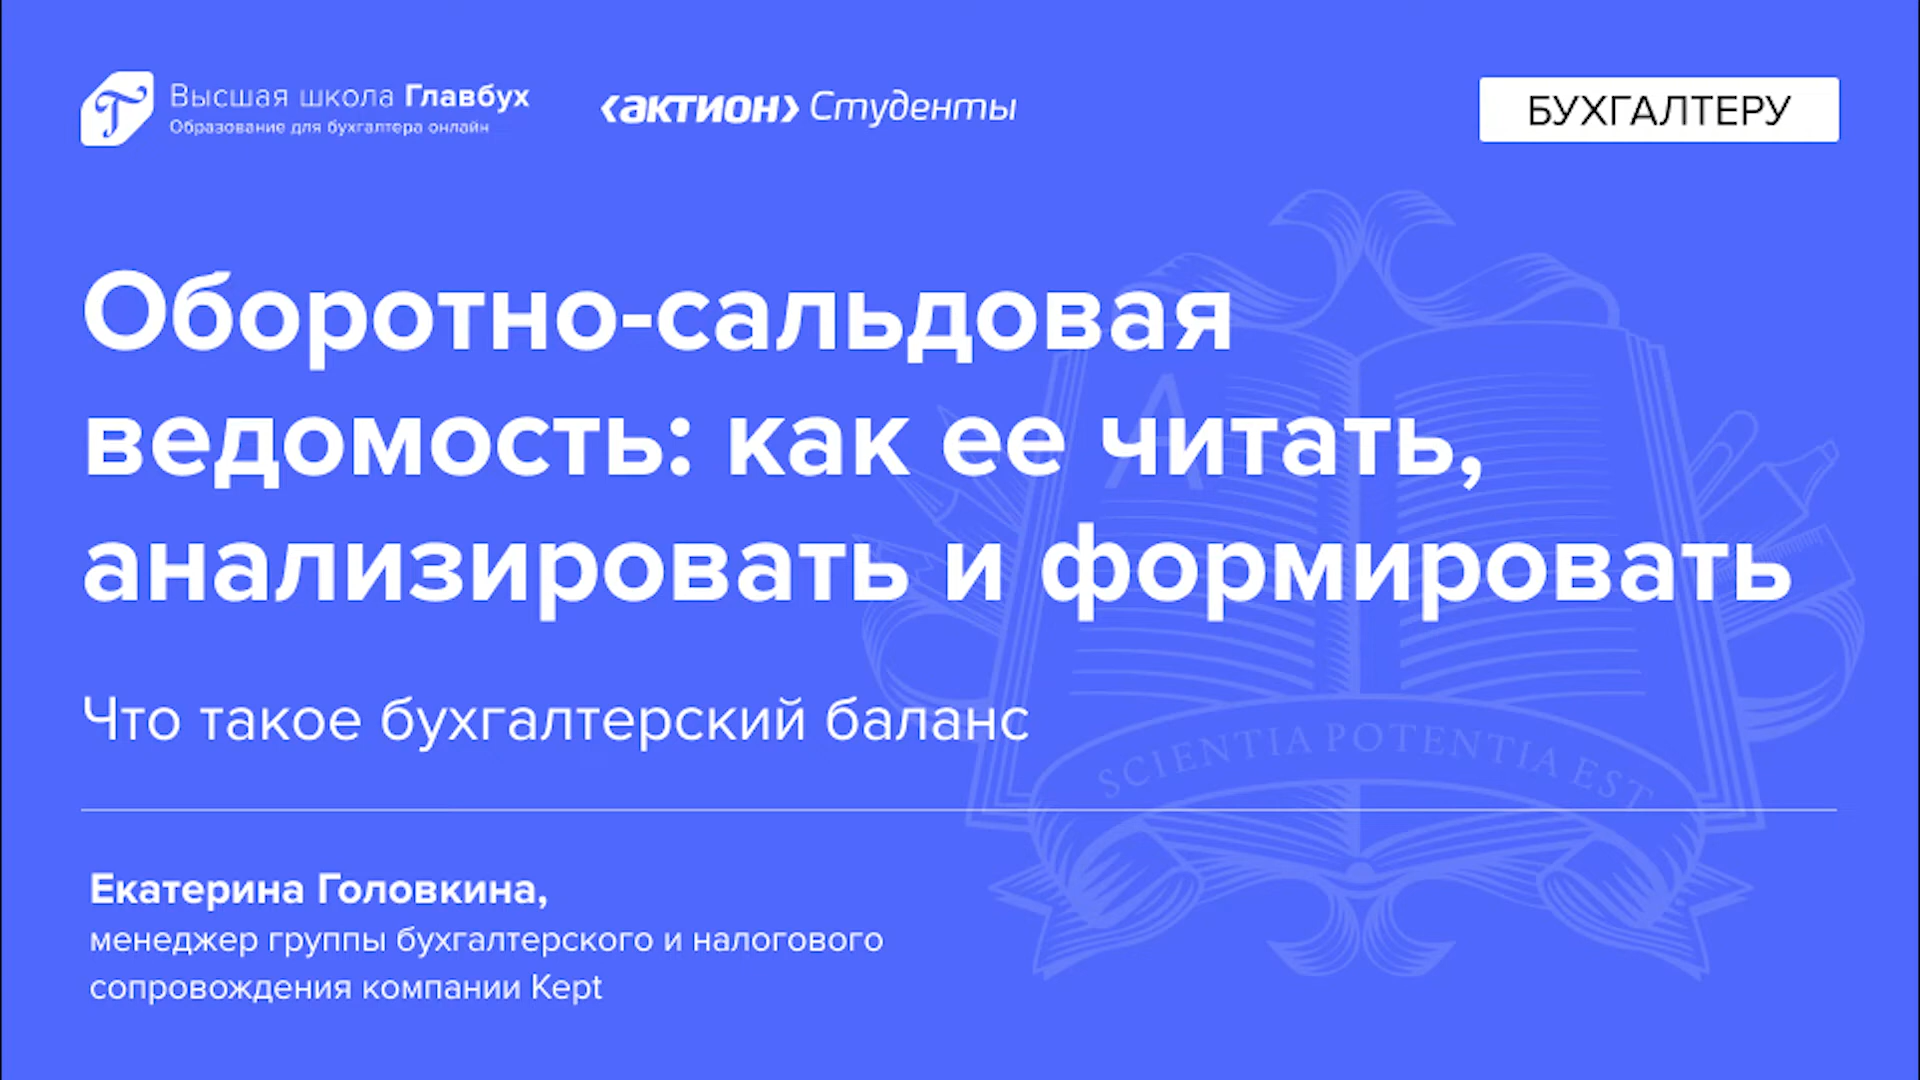 Высшая школа Главбух
Образование для бухгалтера онлайн
‹актион› Студенты
БУХГАЛТЕРУ
Оборотно-сальдовая
ведомость: как ее читать,
анализировать и формировать
Что такое бухгалтерский баланс
SCIENTIA POTENTIA EST
Екатерина Головкина,
менеджер группы бухгалтерского и налогового
сопровождения компании Kept